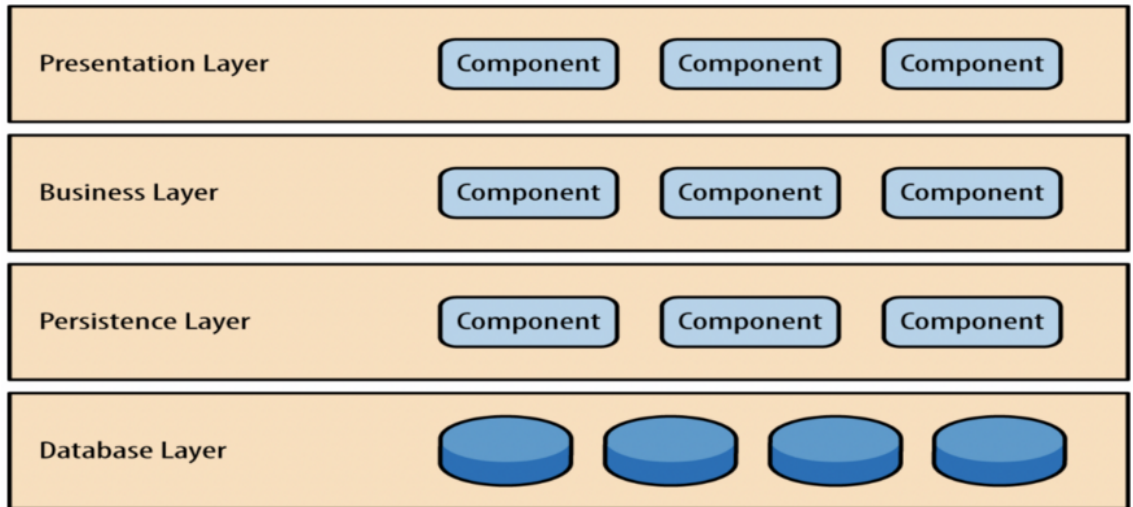 Presentation Layer Component Component Component
Business Layer Component Component Component
Persistence Layer Component Component Component
Database Layer